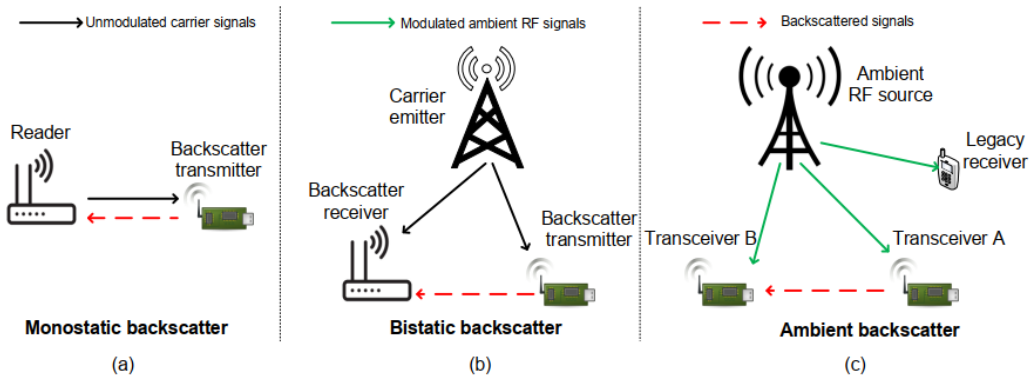 Unmodulated carrier signals
Modulated ambient RF signals
Backscattered signals
Reader
Backscatter
transmitter
Monostatic backscatter
(a)
Carrier
emitter
Backscatter
receiver
Backscatter
transmitter
Bistatic backscatter
(b)
Ambient
RF source
Legacy
receiver
Transceiver B
Transceiver A
Ambient backscatter
(c)